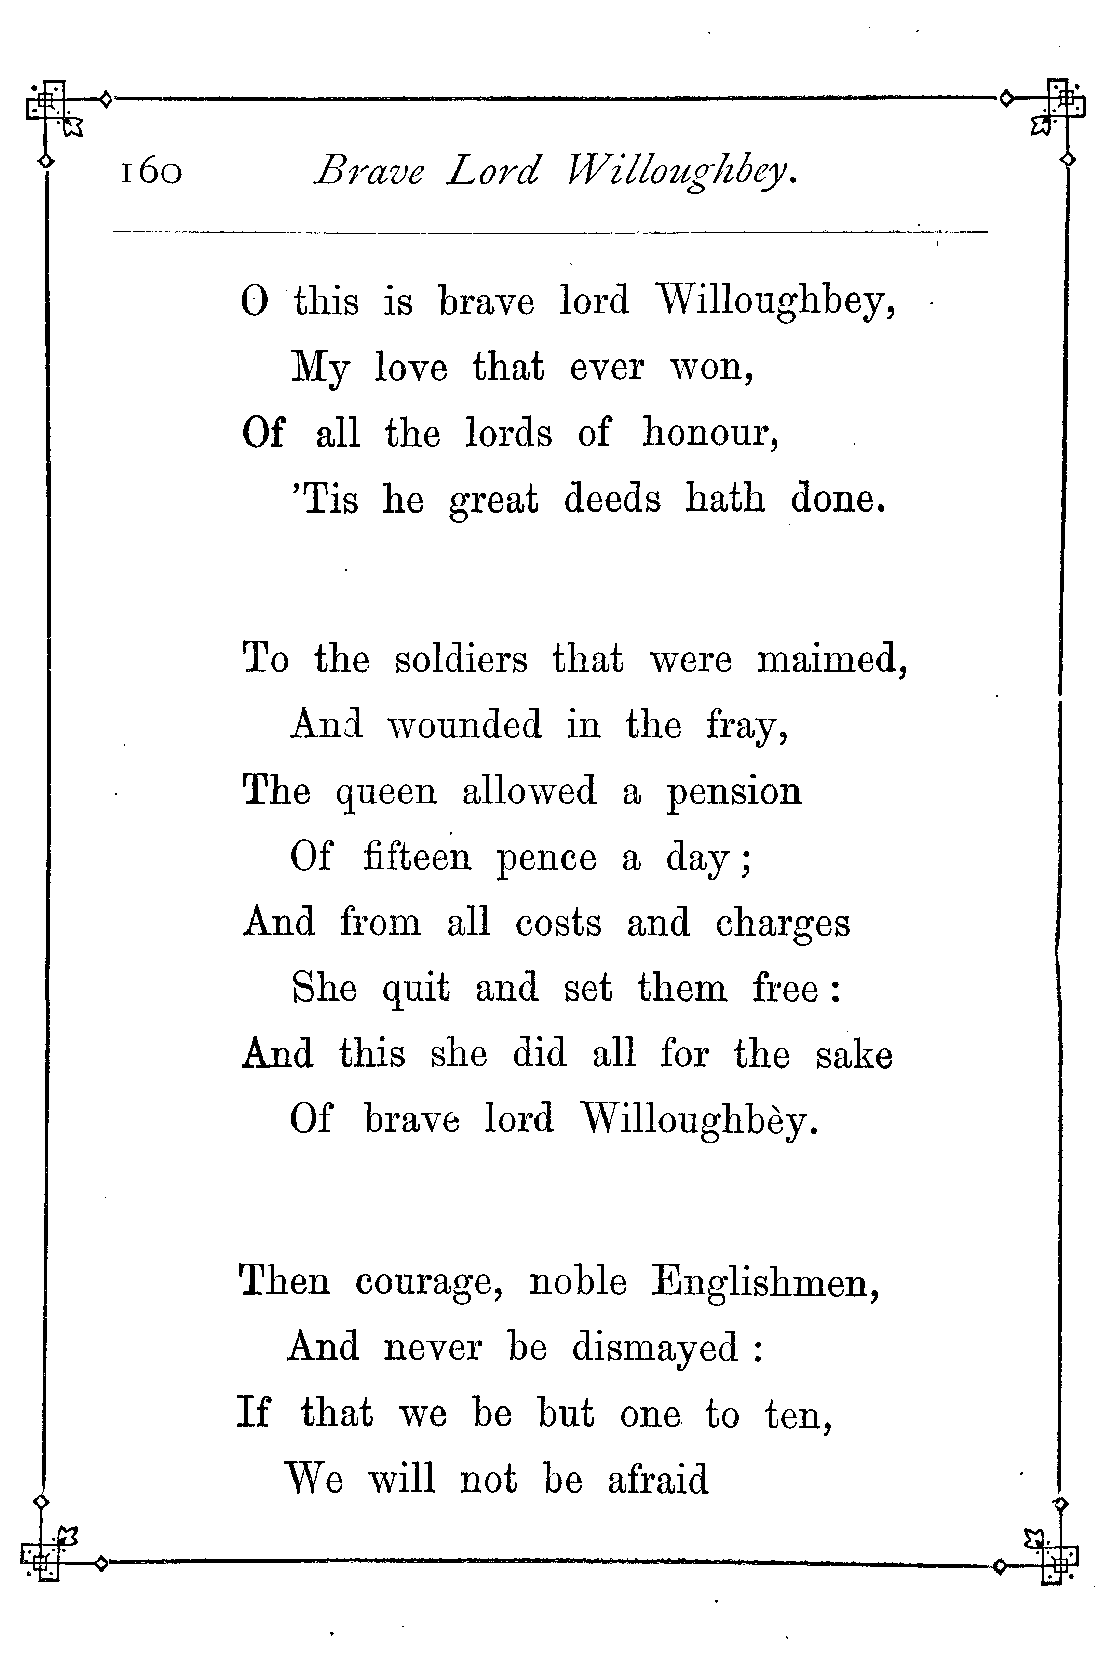 160 Brave Lord Willoughbey.
O this is brave lord Willoughbey,
My love that ever won,
Of all the lords of honour,
'Tis he great deeds hath done.
To the soldiers that were maimed,
And wounded in the fray,
The queen allowed a pension
Of fifteen pence a day;
And from all costs and charges
She quit and set them free:
And this she did all for the sake
Of brave lord Willoughbèy.
Then courage, noble Englishmen,
And never be dismayed:
If that we be but one to ten,
We will not be afraid